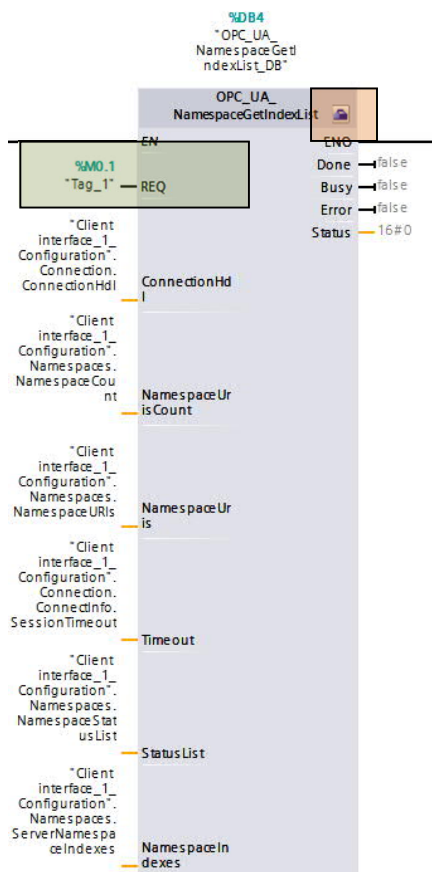 %DB4
"OPC_UA_
NamespaceGetI
ndexList_DB"
OPC_UA_
NamespaceGetIndexList
EN
ENO
%M0.1
"Tag_1"
REQ
Done
false
Busy
false
Error
false
Status
16#0
"Client
interface_1_
Configuration".
Connection.
ConnectionHdl
ConnectionHd
l
"Client
interface_1_
Configuration".
Namespaces.
NamespaceCou
nt
NamespaceUr
isCount
"Client
interface_1_
Configuration".
Namespaces.
NamespaceURIs
NamespaceUr
is
"Client
interface_1_
Configuration".
Connection.
ConnectInfo.
SessionTimeout
Timeout
"Client
interface_1_
Configuration".
Namespaces.
NamespaceStat
usList
StatusList
"Client
interface_1_
Configuration".
Namespaces.
ServerNamespa
ceIndexes
NamespaceIn
dexes